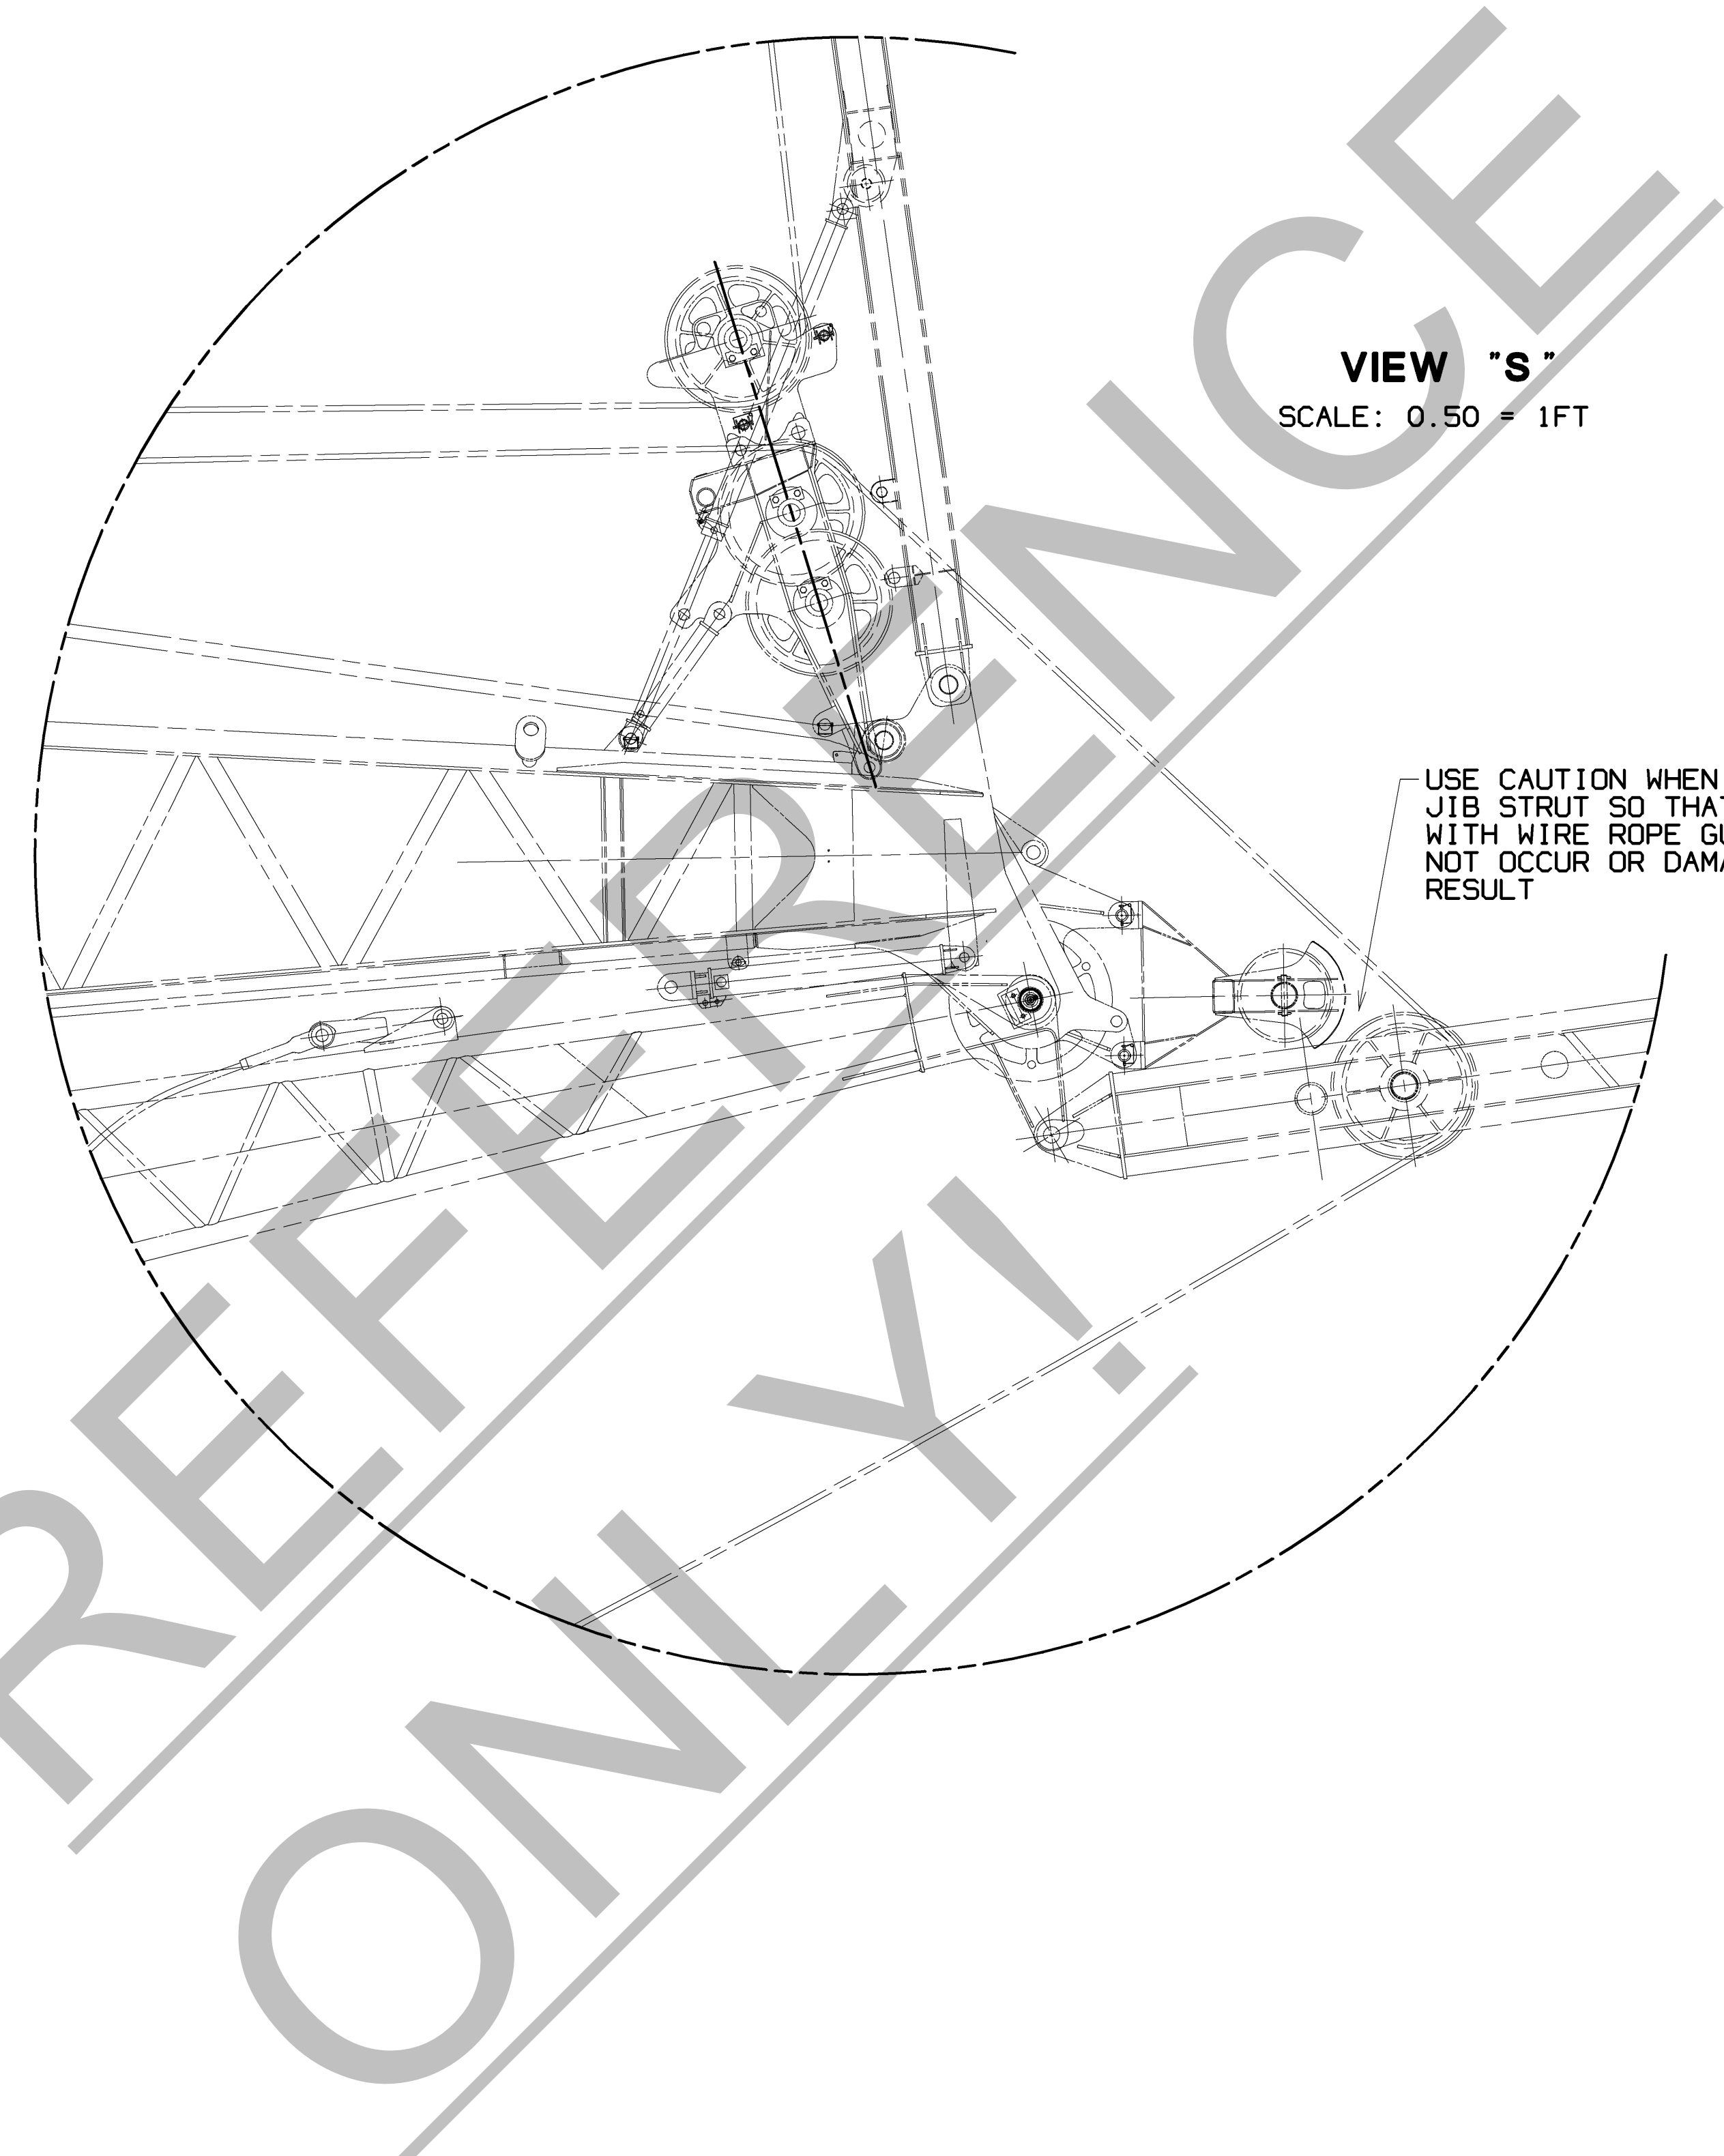 VIEW "S"
SCALE: 0.50 = 1FT
USE CAUTION WHEN
JIB STRUT SO THAT
WITH WIRE ROPE
NOT OCCUR OR
RESULT
REFERENCE
ONLY!